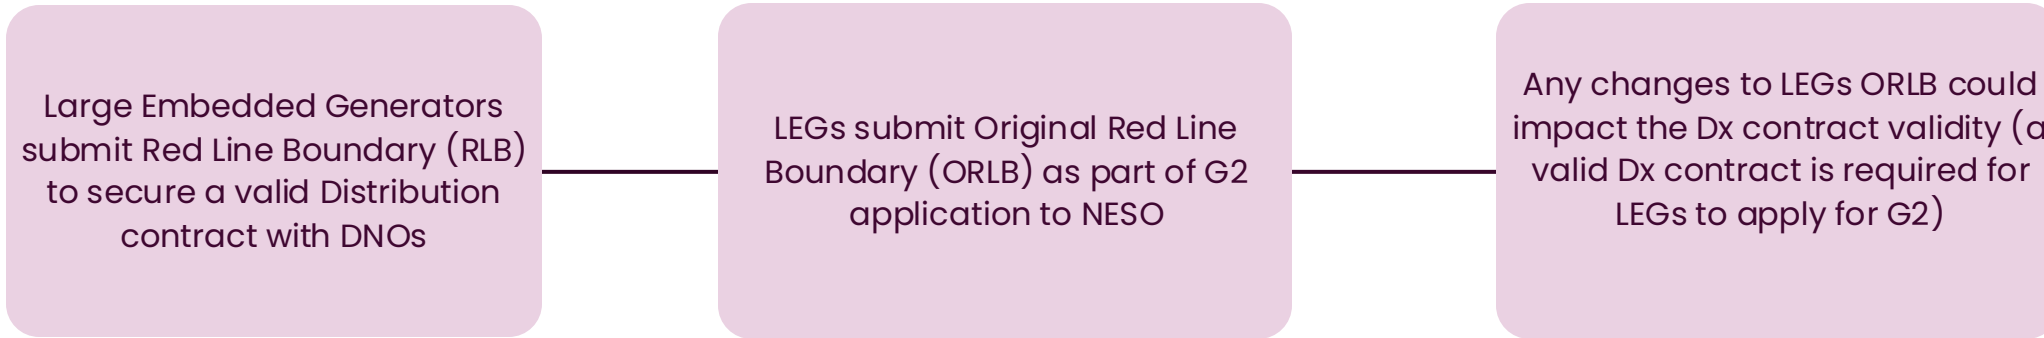 Large Embedded Generators
submit Red Line Boundary (RLB)
to secure a valid Distribution
contract with DNOs
LEGs submit Original Red Line
Boundary (ORLB) as part of G2
application to NESO
Any changes to LEGs ORLB could
impact the Dx contract validity (a
valid Dx contract is required for
LEGs to apply for G2)